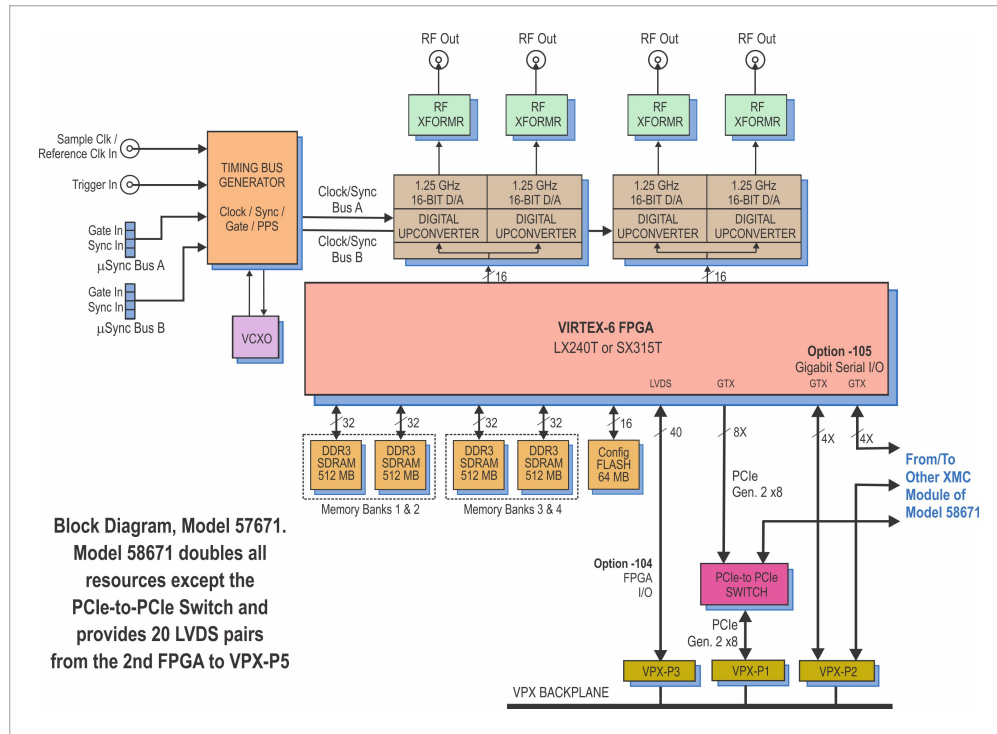 RF Out
RF Out
RF Out
RF Out
RF
XFORMR
RF
XFORMR
RF
XFORMR
RF
XFORMR
Sample Clk /
Reference Clk In
Trigger In
Gate In
Sync In
µSync Bus A
Gate In
Sync In
µSync Bus B
TIMING BUS
GENERATOR
Clock / Sync /
Gate / PPS
VCXO
Clock/Sync
Bus A
Clock/Sync
Bus B
1.25 GHz
16-BIT D/A
1.25 GHz
16-BIT D/A
DIGITAL
UPCONVERTER
DIGITAL
UPCONVERTER
1.25 GHz
16-BIT D/A
1.25 GHz
16-BIT D/A
DIGITAL
UPCONVERTER
DIGITAL
UPCONVERTER
16
16
VIRTEX-6 FPGA
LX240T or SX315T
Option -105
Gigabit Serial I/O
LVDS
GTX
GTX
GTX
32
32
32
32
16
40
8X
4X
4X
DDR3
SDRAM
512 MB
DDR3
SDRAM
512 MB
DDR3
SDRAM
512 MB
DDR3
SDRAM
512 MB
Config
FLASH
64 MB
Memory Banks 1 & 2
Memory Banks 3 & 4
PCIe
Gen. 2 x8
From/To
Other XMC
Module of
Model 58671
Block Diagram, Model 57671.
Model 58671 doubles all
resources except the
PCIe-to-PCIe Switch and
provides 20 LVDS pairs
from the 2nd FPGA to VPX-P5
Option -104
FPGA
I/O
PCIe-to PCIe
SWITCH
PCIe
Gen. 2 x8
VPX-P3
VPX-P1
VPX-P2
VPX BACKPLANE